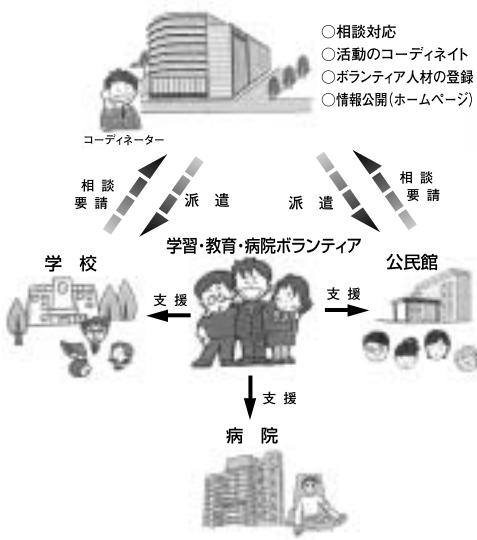 ○相談対応
○活動のコーディネイト
○ボランティア人材の登録
○情報公開(ホームページ)
コーディネーター
相談
要請
派遣
派遣
相談
要請
学習・教育・病院ボランティア
学校
公民館
支援
支援
支援
病院